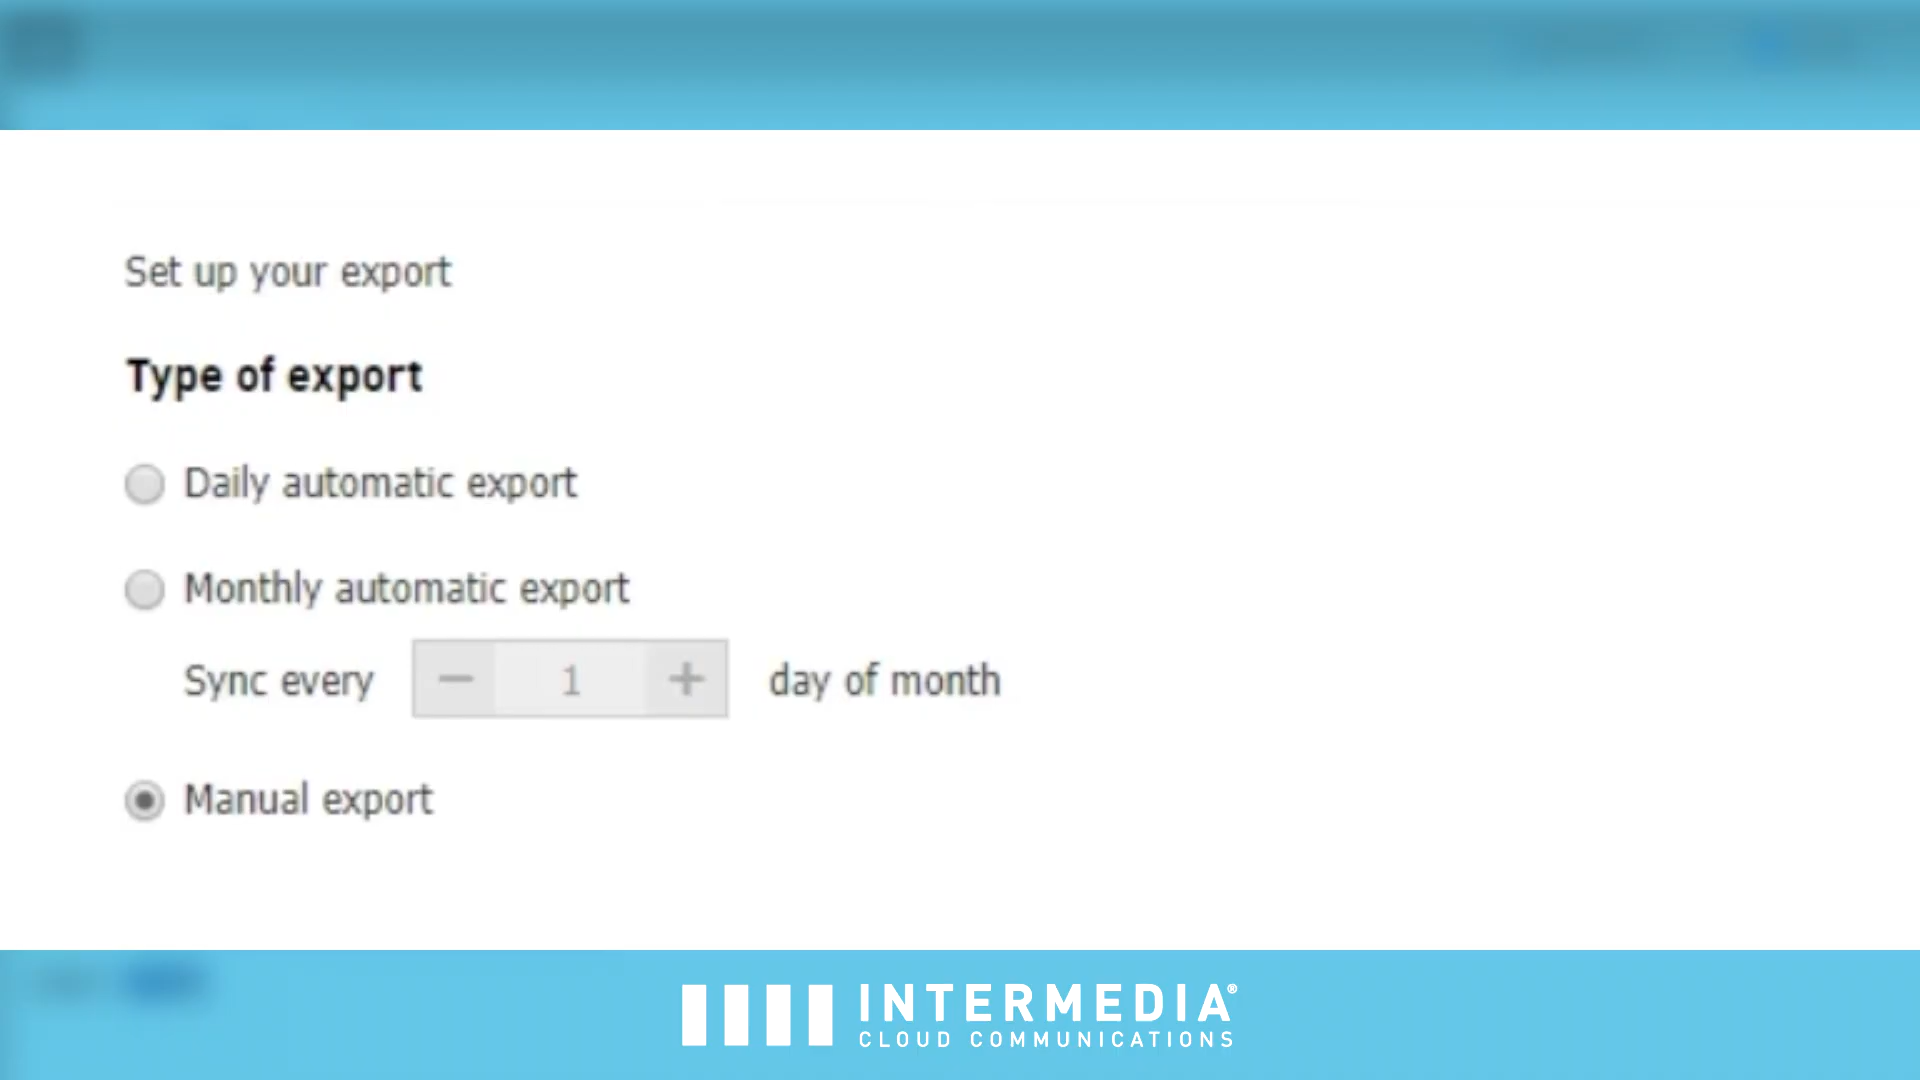 Set up your export
Type of export
Daily automatic export
Monthly automatic export
Sync every − 1 + day of month
Manual export
INTERMEDIA®
CLOUD COMMUNICATIONS